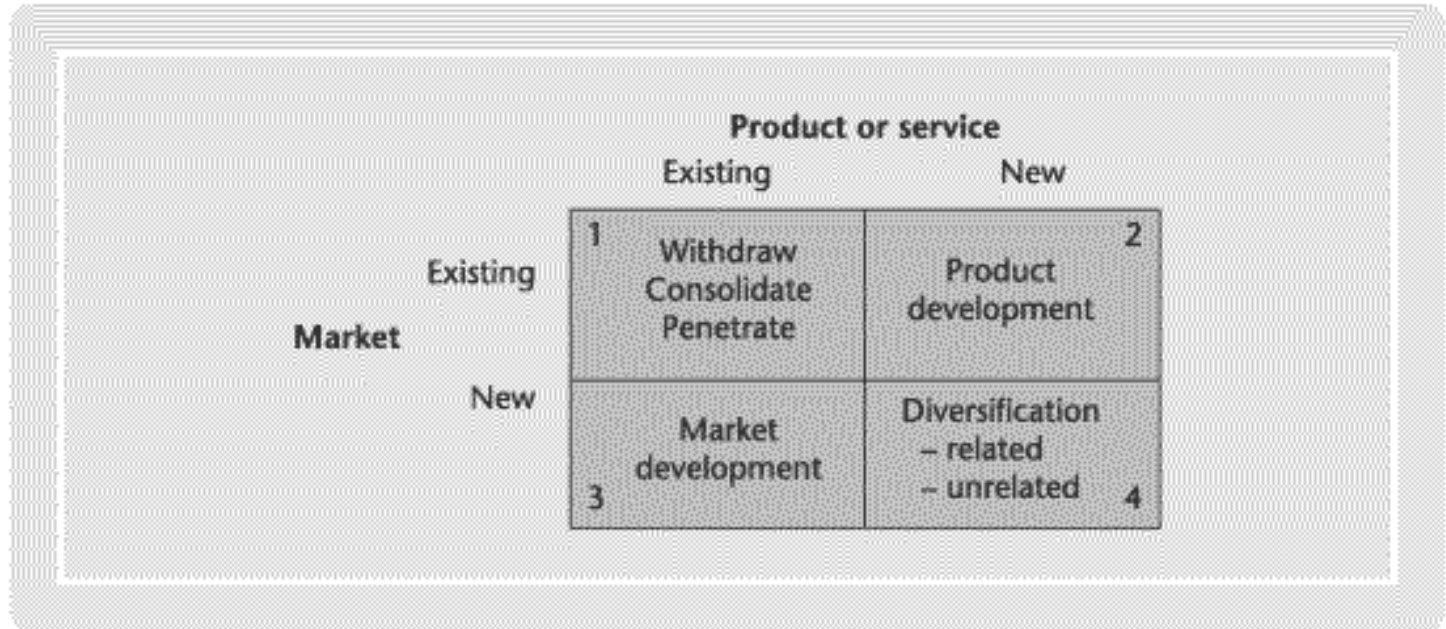 Product or service
Existing New
1 2
Withdraw
Consolidate
Penetrate
Product
development
Existing
Market
New
Market
development
3
Diversification
– related
– unrelated
4